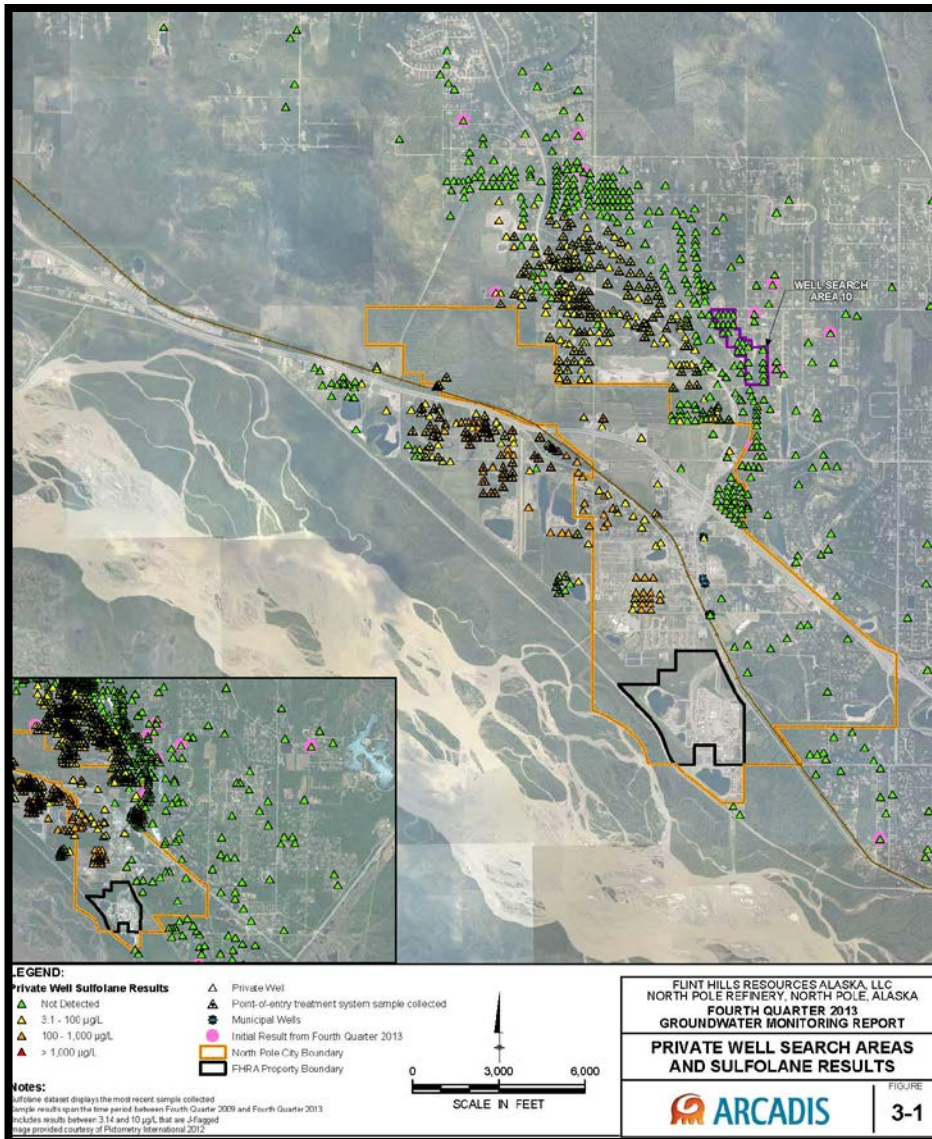 WELL SEARCH
AREA 10
LEGEND:
Private Well Sulfolane Results
Not Detected
3.1 - 100 µg/L
100 - 1,000 µg/L
> 1,000 µg/L
Private Well
Point-of-entry treatment system sample collected
Municipal Wells
Initial Result from Fourth Quarter 2013
North Pole City Boundary
FHRA Property Boundary
Notes:
Sulfolane dataset displays the most recent sample collected
Sample results span the time period between Fourth Quarter 2009 and Fourth Quarter 2013
Includes results between 3.14 and 10 µg/L that are J-flagged
Image provided courtesy of Pictometry International 2012
0 3,000 6,000
SCALE IN FEET
FLINT HILLS RESOURCES ALASKA, LLC
NORTH POLE REFINERY, NORTH POLE, ALASKA
FOURTH QUARTER 2013
GROUNDWATER MONITORING REPORT
PRIVATE WELL SEARCH AREAS
AND SULFOLANE RESULTS
ARCADIS
FIGURE
3-1